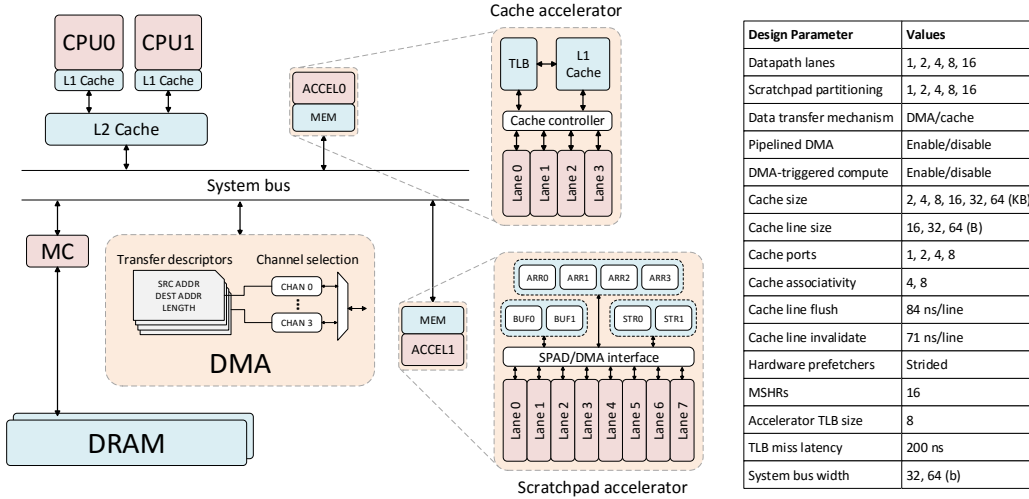 Cache accelerator
CPU0 CPU1
L1 Cache L1 Cache
L2 Cache
ACCEL0
MEM
TLB
L1
Cache
Cache controller
Lane 0
Lane 1
Lane 2
Lane 3
System bus
MC
Transfer descriptors
Channel selection
SRC ADDR
DEST ADDR
LENGTH
CHAN 0
CHAN 3
DMA
MEM
ACCEL1
ARR0 ARR1 ARR2 ARR3
BUF0 BUF1 STR0 STR1
SPAD/DMA interface
Lane 0
Lane 1
Lane 2
Lane 3
Lane 4
Lane 5
Lane 6
Lane 7
DRAM
Scratchpad accelerator
Design Parameter Values
Datapath lanes 1, 2, 4, 8, 16
Scratchpad partitioning 1, 2, 4, 8, 16
Data transfer mechanism DMA/cache
Pipelined DMA Enable/disable
DMA-triggered compute Enable/disable
Cache size 2, 4, 8, 16, 32, 64 (KB)
Cache line size 16, 32, 64 (B)
Cache ports 1, 2, 4, 8
Cache associativity 4, 8
Cache line flush 84 ns/line
Cache line invalidate 71 ns/line
Hardware prefetchers Strided
MSHRs 16
Accelerator TLB size 8
TLB miss latency 200 ns
System bus width 32, 64 (b)